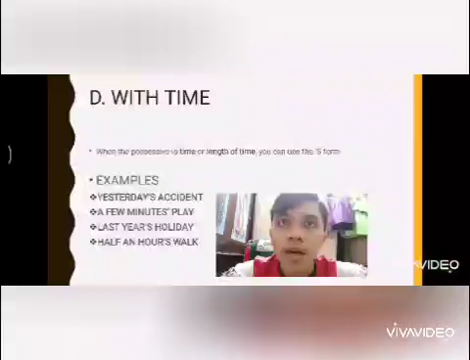 D. WITH TIME
• When the possessive is time or length of time, you can use the 'S form
• EXAMPLES
❖YESTERDAY'S ACCIDENT
❖A FEW MINUTES' PLAY
❖LAST YEAR'S HOLIDAY
❖HALF AN HOUR'S WALK
VIDEO
VIVAVIDEO